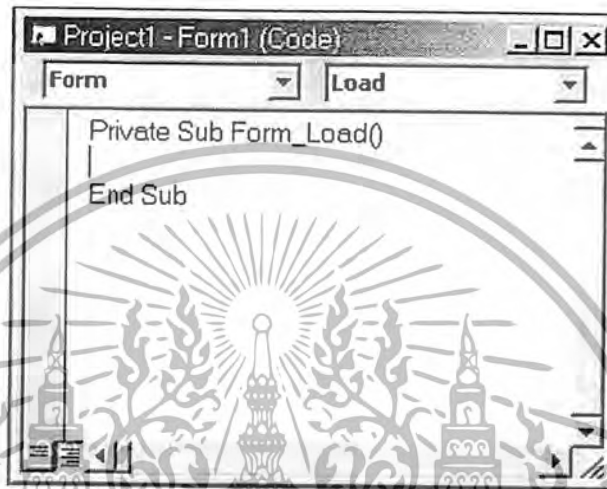 Project1 - Form1 (Code)
Form
Load
Private Sub Form_Load()
End Sub